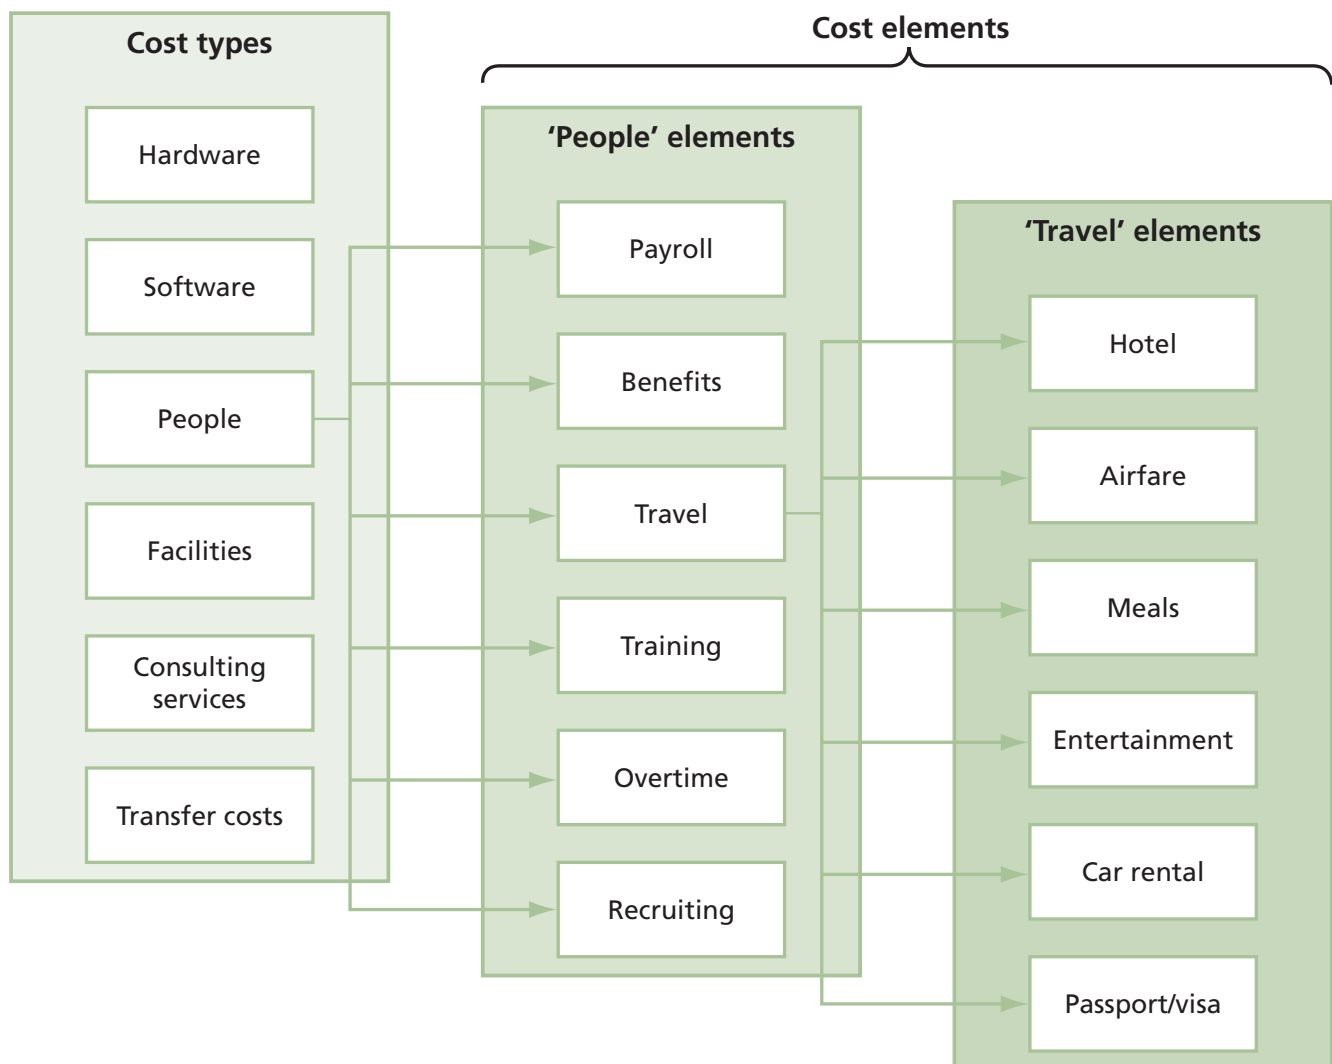 Cost types
Hardware
Software
People
Facilities
Consulting
services
Transfer costs
Cost elements
‘People’ elements
Payroll
Benefits
Travel
Training
Overtime
Recruiting
‘Travel’ elements
Hotel
Airfare
Meals
Entertainment
Car rental
Passport/visa